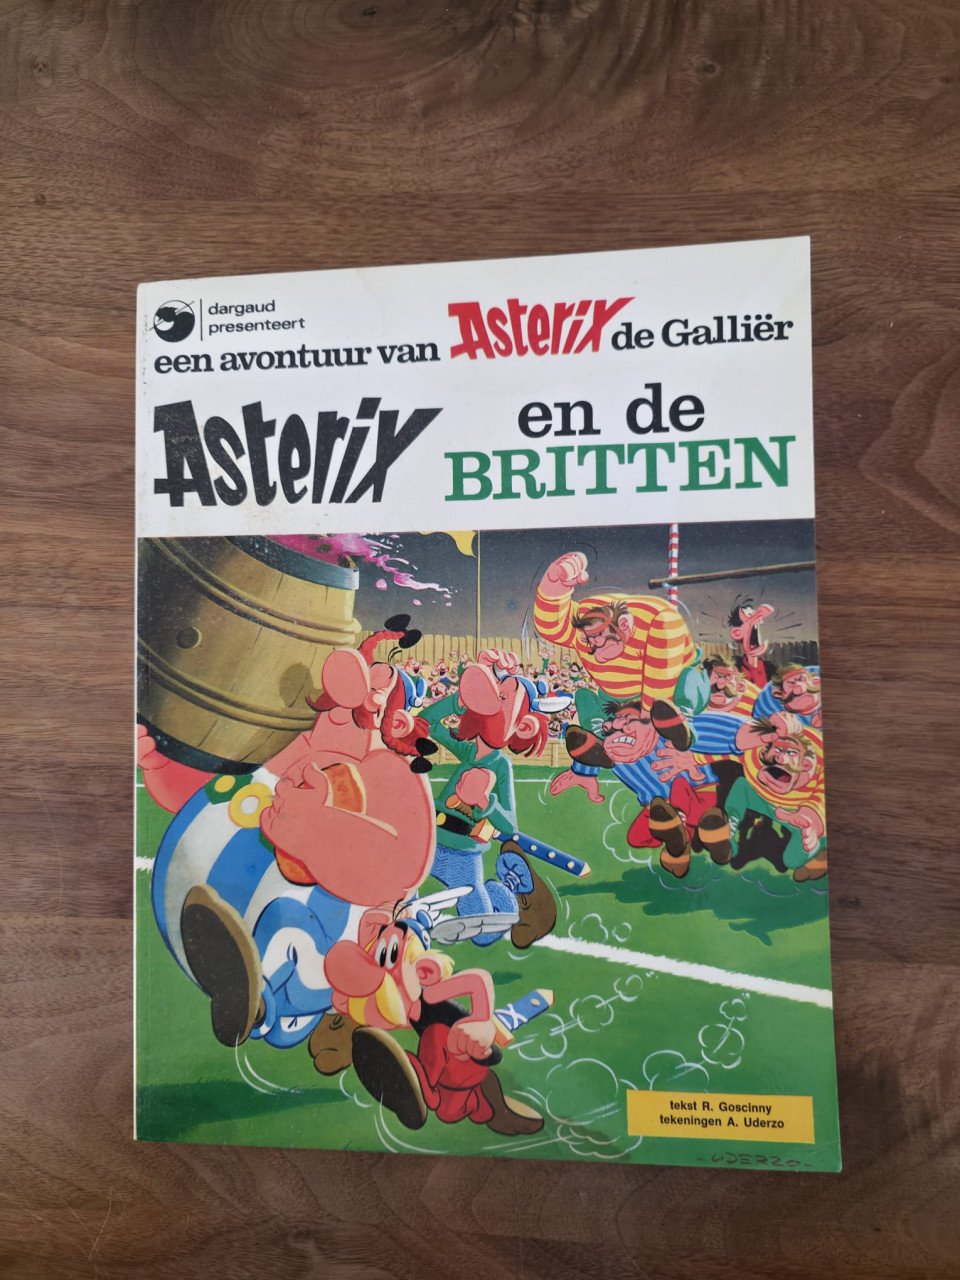 dargaud
presenteert
een avontuur van Asterix de Galliër
Asterix en de
BRITTEN
tekst R. Goscinny
tekeningen A. Uderzo
-UDERZO-